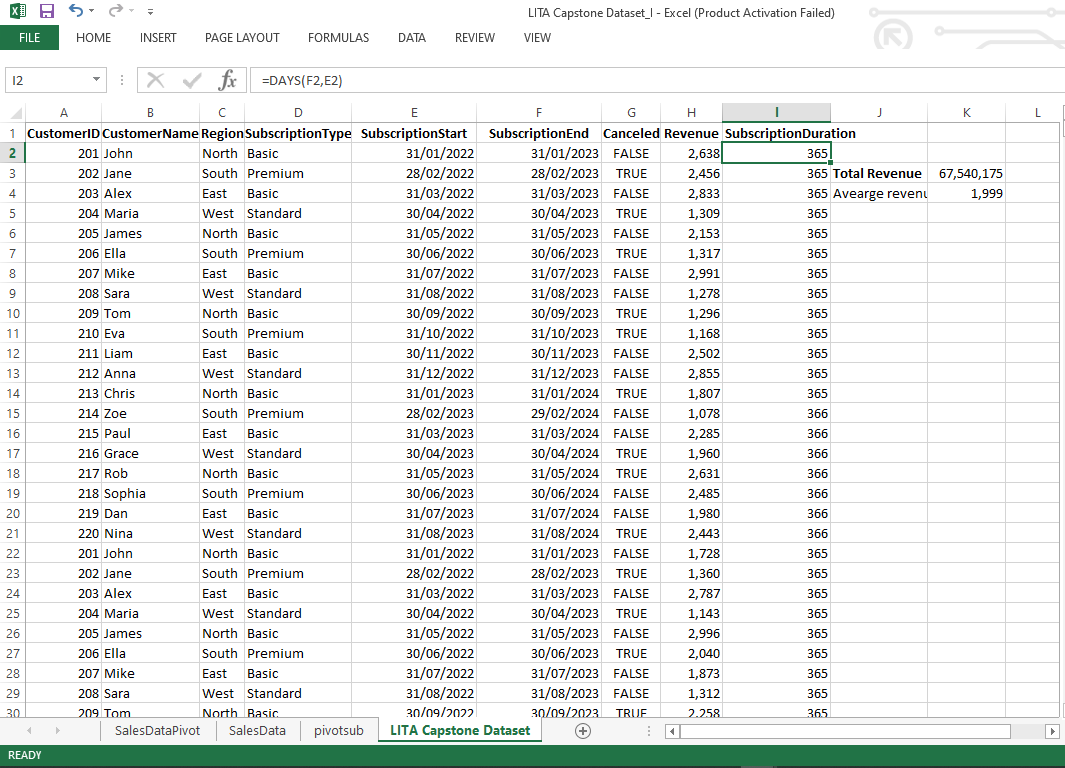 LITA Capstone Dataset_I - Excel (Product Activation Failed)
FILE HOME INSERT PAGE LAYOUT FORMULAS DATA REVIEW VIEW
I2 fx =DAYS(F2,E2)
A B C D E F G H I J K L
1 CustomerID CustomerName Region SubscriptionType SubscriptionStart SubscriptionEnd Canceled Revenue SubscriptionDuration
2 201 John North Basic 31/01/2022 31/01/2023 FALSE 2,638 365
3 202 Jane South Premium 28/02/2022 28/02/2023 TRUE 2,456 365 Total Revenue 67,540,175
4 203 Alex East Basic 31/03/2022 31/03/2023 FALSE 2,833 365 Avearge revenu 1,999
5 204 Maria West Standard 30/04/2022 30/04/2023 TRUE 1,309 365
6 205 James North Basic 31/05/2022 31/05/2023 FALSE 2,153 365
7 206 Ella South Premium 30/06/2022 30/06/2023 TRUE 1,317 365
8 207 Mike East Basic 31/07/2022 31/07/2023 FALSE 2,991 365
9 208 Sara West Standard 31/08/2022 31/08/2023 FALSE 1,278 365
10 209 Tom North Basic 30/09/2022 30/09/2023 TRUE 1,296 365
11 210 Eva South Premium 31/10/2022 31/10/2023 TRUE 1,168 365
12 211 Liam East Basic 30/11/2022 30/11/2023 FALSE 2,502 365
13 212 Anna West Standard 31/12/2022 31/12/2023 FALSE 2,855 365
14 213 Chris North Basic 31/01/2023 31/01/2024 TRUE 1,807 365
15 214 Zoe South Premium 28/02/2023 29/02/2024 FALSE 1,078 366
16 215 Paul East Basic 31/03/2023 31/03/2024 FALSE 2,285 366
17 216 Grace West Standard 30/04/2023 30/04/2024 TRUE 1,960 366
18 217 Rob North Basic 31/05/2023 31/05/2024 TRUE 2,631 366
19 218 Sophia South Premium 30/06/2023 30/06/2024 FALSE 2,485 366
20 219 Dan East Basic 31/07/2023 31/07/2024 FALSE 1,980 366
21 220 Nina West Standard 31/08/2023 31/08/2024 TRUE 2,443 366
22 201 John North Basic 31/01/2022 31/01/2023 FALSE 1,728 365
23 202 Jane South Premium 28/02/2022 28/02/2023 TRUE 1,360 365
24 203 Alex East Basic 31/03/2022 31/03/2023 FALSE 2,787 365
25 204 Maria West Standard 30/04/2022 30/04/2023 TRUE 1,143 365
26 205 James North Basic 31/05/2022 31/05/2023 FALSE 2,996 365
27 206 Ella South Premium 30/06/2022 30/06/2023 TRUE 2,040 365
28 207 Mike East Basic 31/07/2022 31/07/2023 FALSE 1,873 365
29 208 Sara West Standard 31/08/2022 31/08/2023 FALSE 1,312 365
30 209 Tom North Basic 30/09/2022 30/09/2023 TRUE 2,258 365
SalesDataPivot SalesData pivotsub LITA Capstone Dataset
READY